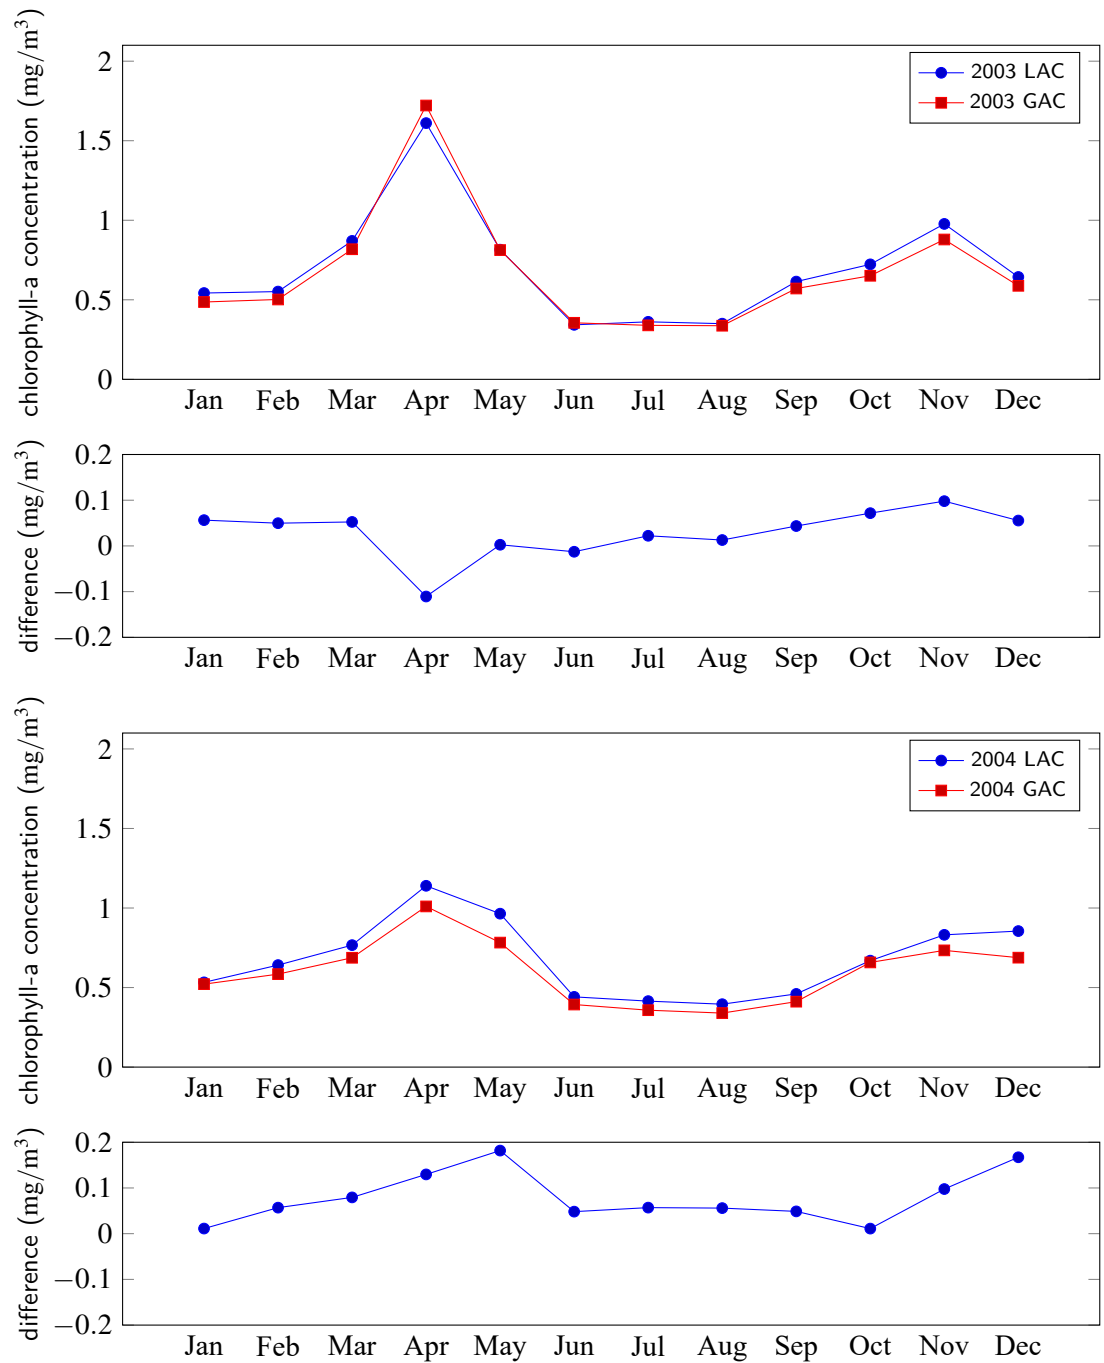 chlorophyll-a concentration (mg/m³)
2
1.5
1
0.5
0
2003 LAC
2003 GAC
Jan Feb Mar Apr May Jun Jul Aug Sep Oct Nov Dec
difference (mg/m³)
0.2
0.1
0
−0.1
−0.2
Jan Feb Mar Apr May Jun Jul Aug Sep Oct Nov Dec
chlorophyll-a concentration (mg/m³)
2
1.5
1
0.5
0
2004 LAC
2004 GAC
Jan Feb Mar Apr May Jun Jul Aug Sep Oct Nov Dec
difference (mg/m³)
0.2
0.1
0
−0.1
−0.2
Jan Feb Mar Apr May Jun Jul Aug Sep Oct Nov Dec